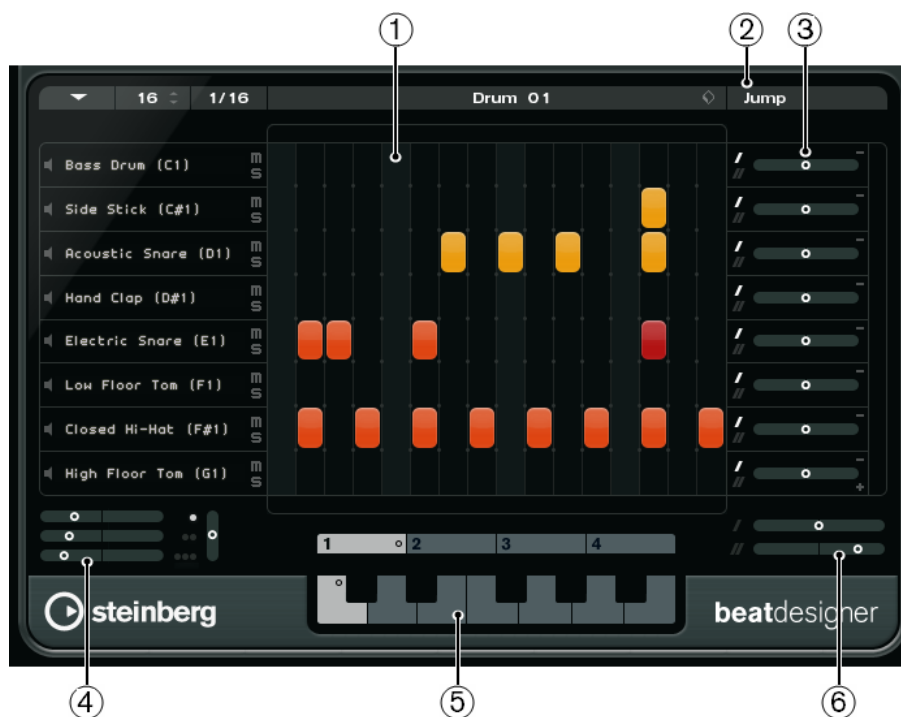 1 2 3
16 1/16 Drum 01 Jump
Bass Drum (C1) m s
Side Stick (C#1) m s
Acoustic Snare (D1) m s
Hand Clap (D#1) m s
Electric Snare (E1) m s
Low Floor Tom (F1) m s
Closed Hi-Hat (F#1) m s
High Floor Tom (G1) m s
1 2 3 4
steinberg beatdesigner
4 5 6